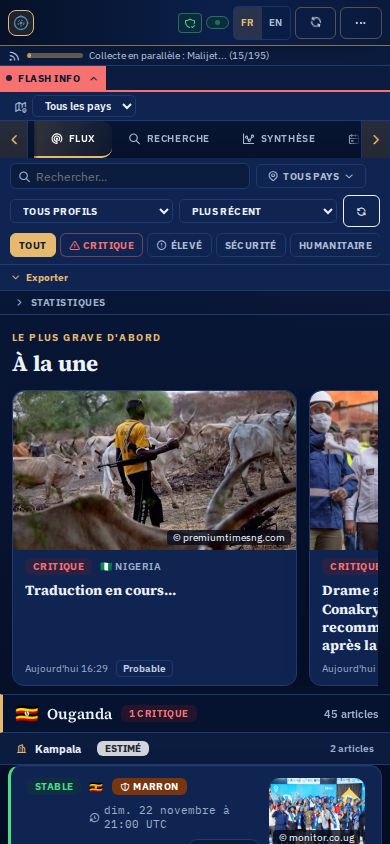 FR EN
Collecte en parallèle : Malijet... (15/195)
FLASH INFO
Tous les pays
FLUX RECHERCHE SYNTHÈSE
Rechercher... TOUS PAYS
TOUS PROFILS PLUS RÉCENT
TOUT CRITIQUE ÉLEVÉ SÉCURITÉ HUMANITAIRE
Exporter
STATISTIQUES
LE PLUS GRAVE D'ABORD
À la une
© premiumtimesng.com
CRITIQUE NIGERIA
Traduction en cours...
Aujourd'hui 16:29 Probable
CRITIQUE
Drame a
Conakry
recomm
après la
Aujourd'hui
Ouganda 1 CRITIQUE 45 articles
Kampala ESTIMÉ 2 articles
STABLE MARRON
dim. 22 novembre à
21:00 UTC
© monitor.co.ug